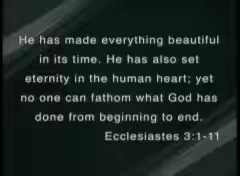 He has made everything beautiful
in its time. He has also set
eternity in the human heart; yet
no one can fathom what God has
done from beginning to end.
Ecclesiastes 3:1-11